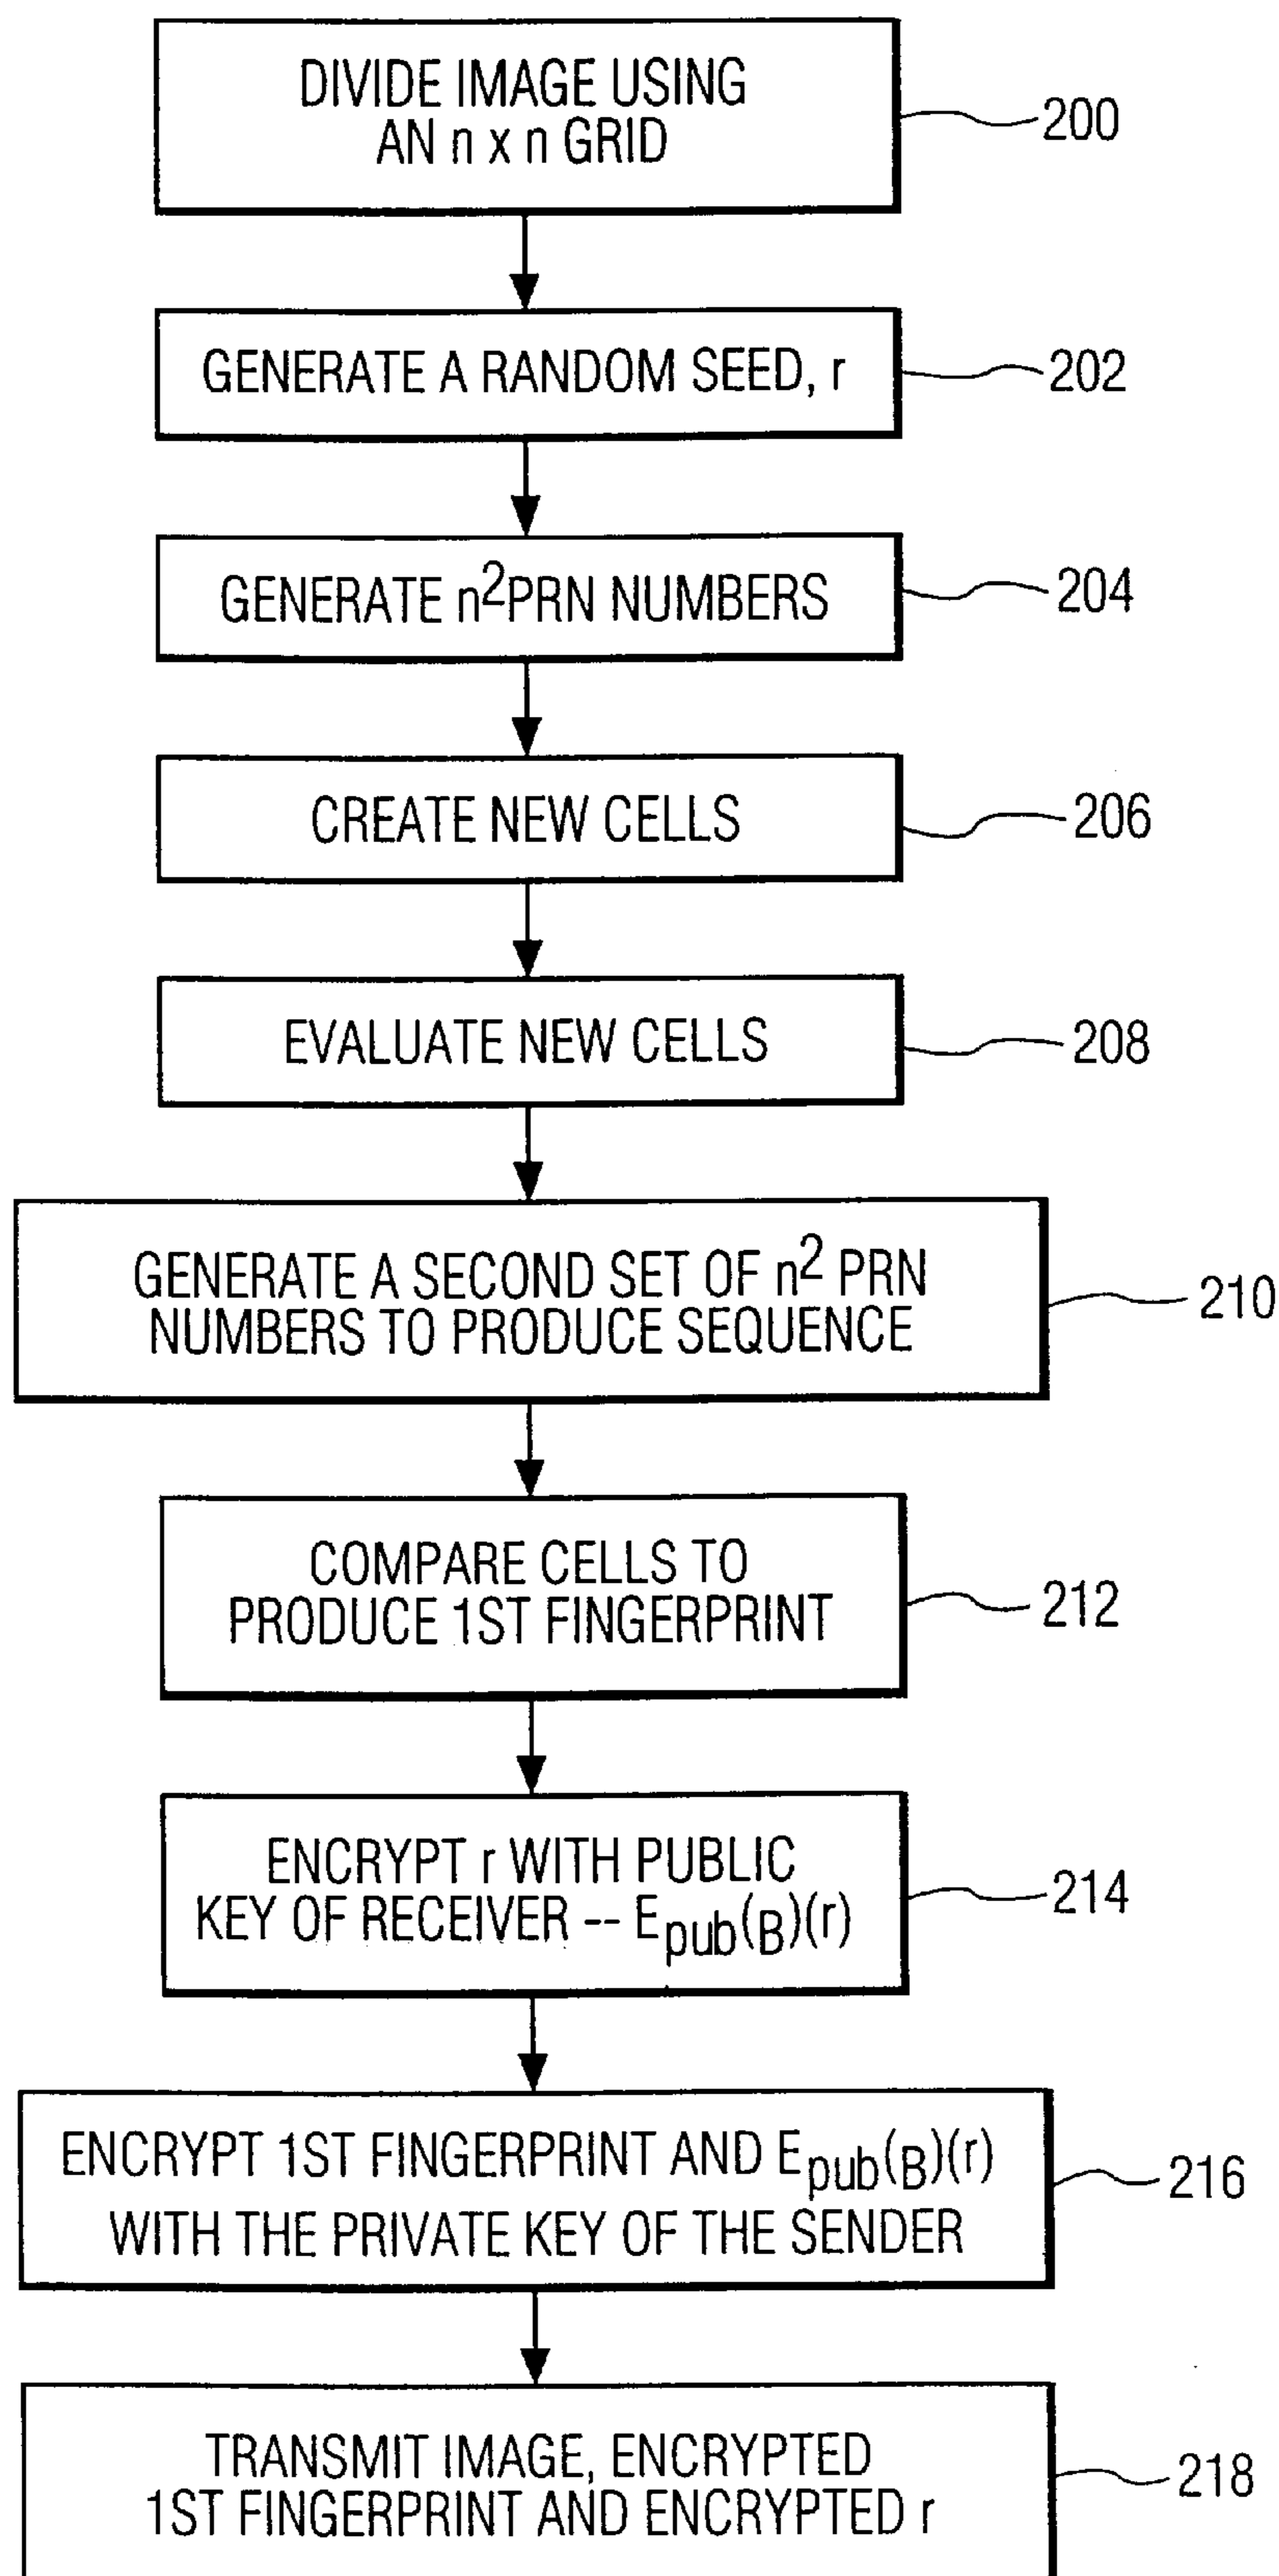 DIVIDE IMAGE USING
AN n x n GRID
200
GENERATE A RANDOM SEED, r
202
GENERATE n²PRN NUMBERS
204
CREATE NEW CELLS
206
EVALUATE NEW CELLS
208
GENERATE A SECOND SET OF n² PRN
NUMBERS TO PRODUCE SEQUENCE
210
COMPARE CELLS TO
PRODUCE 1ST FINGERPRINT
212
ENCRYPT r WITH PUBLIC
KEY OF RECEIVER -- Epub(B)(r)
214
ENCRYPT 1ST FINGERPRINT AND Epub(B)(r)
WITH THE PRIVATE KEY OF THE SENDER
216
TRANSMIT IMAGE, ENCRYPTED
1ST FINGERPRINT AND ENCRYPTED r
218